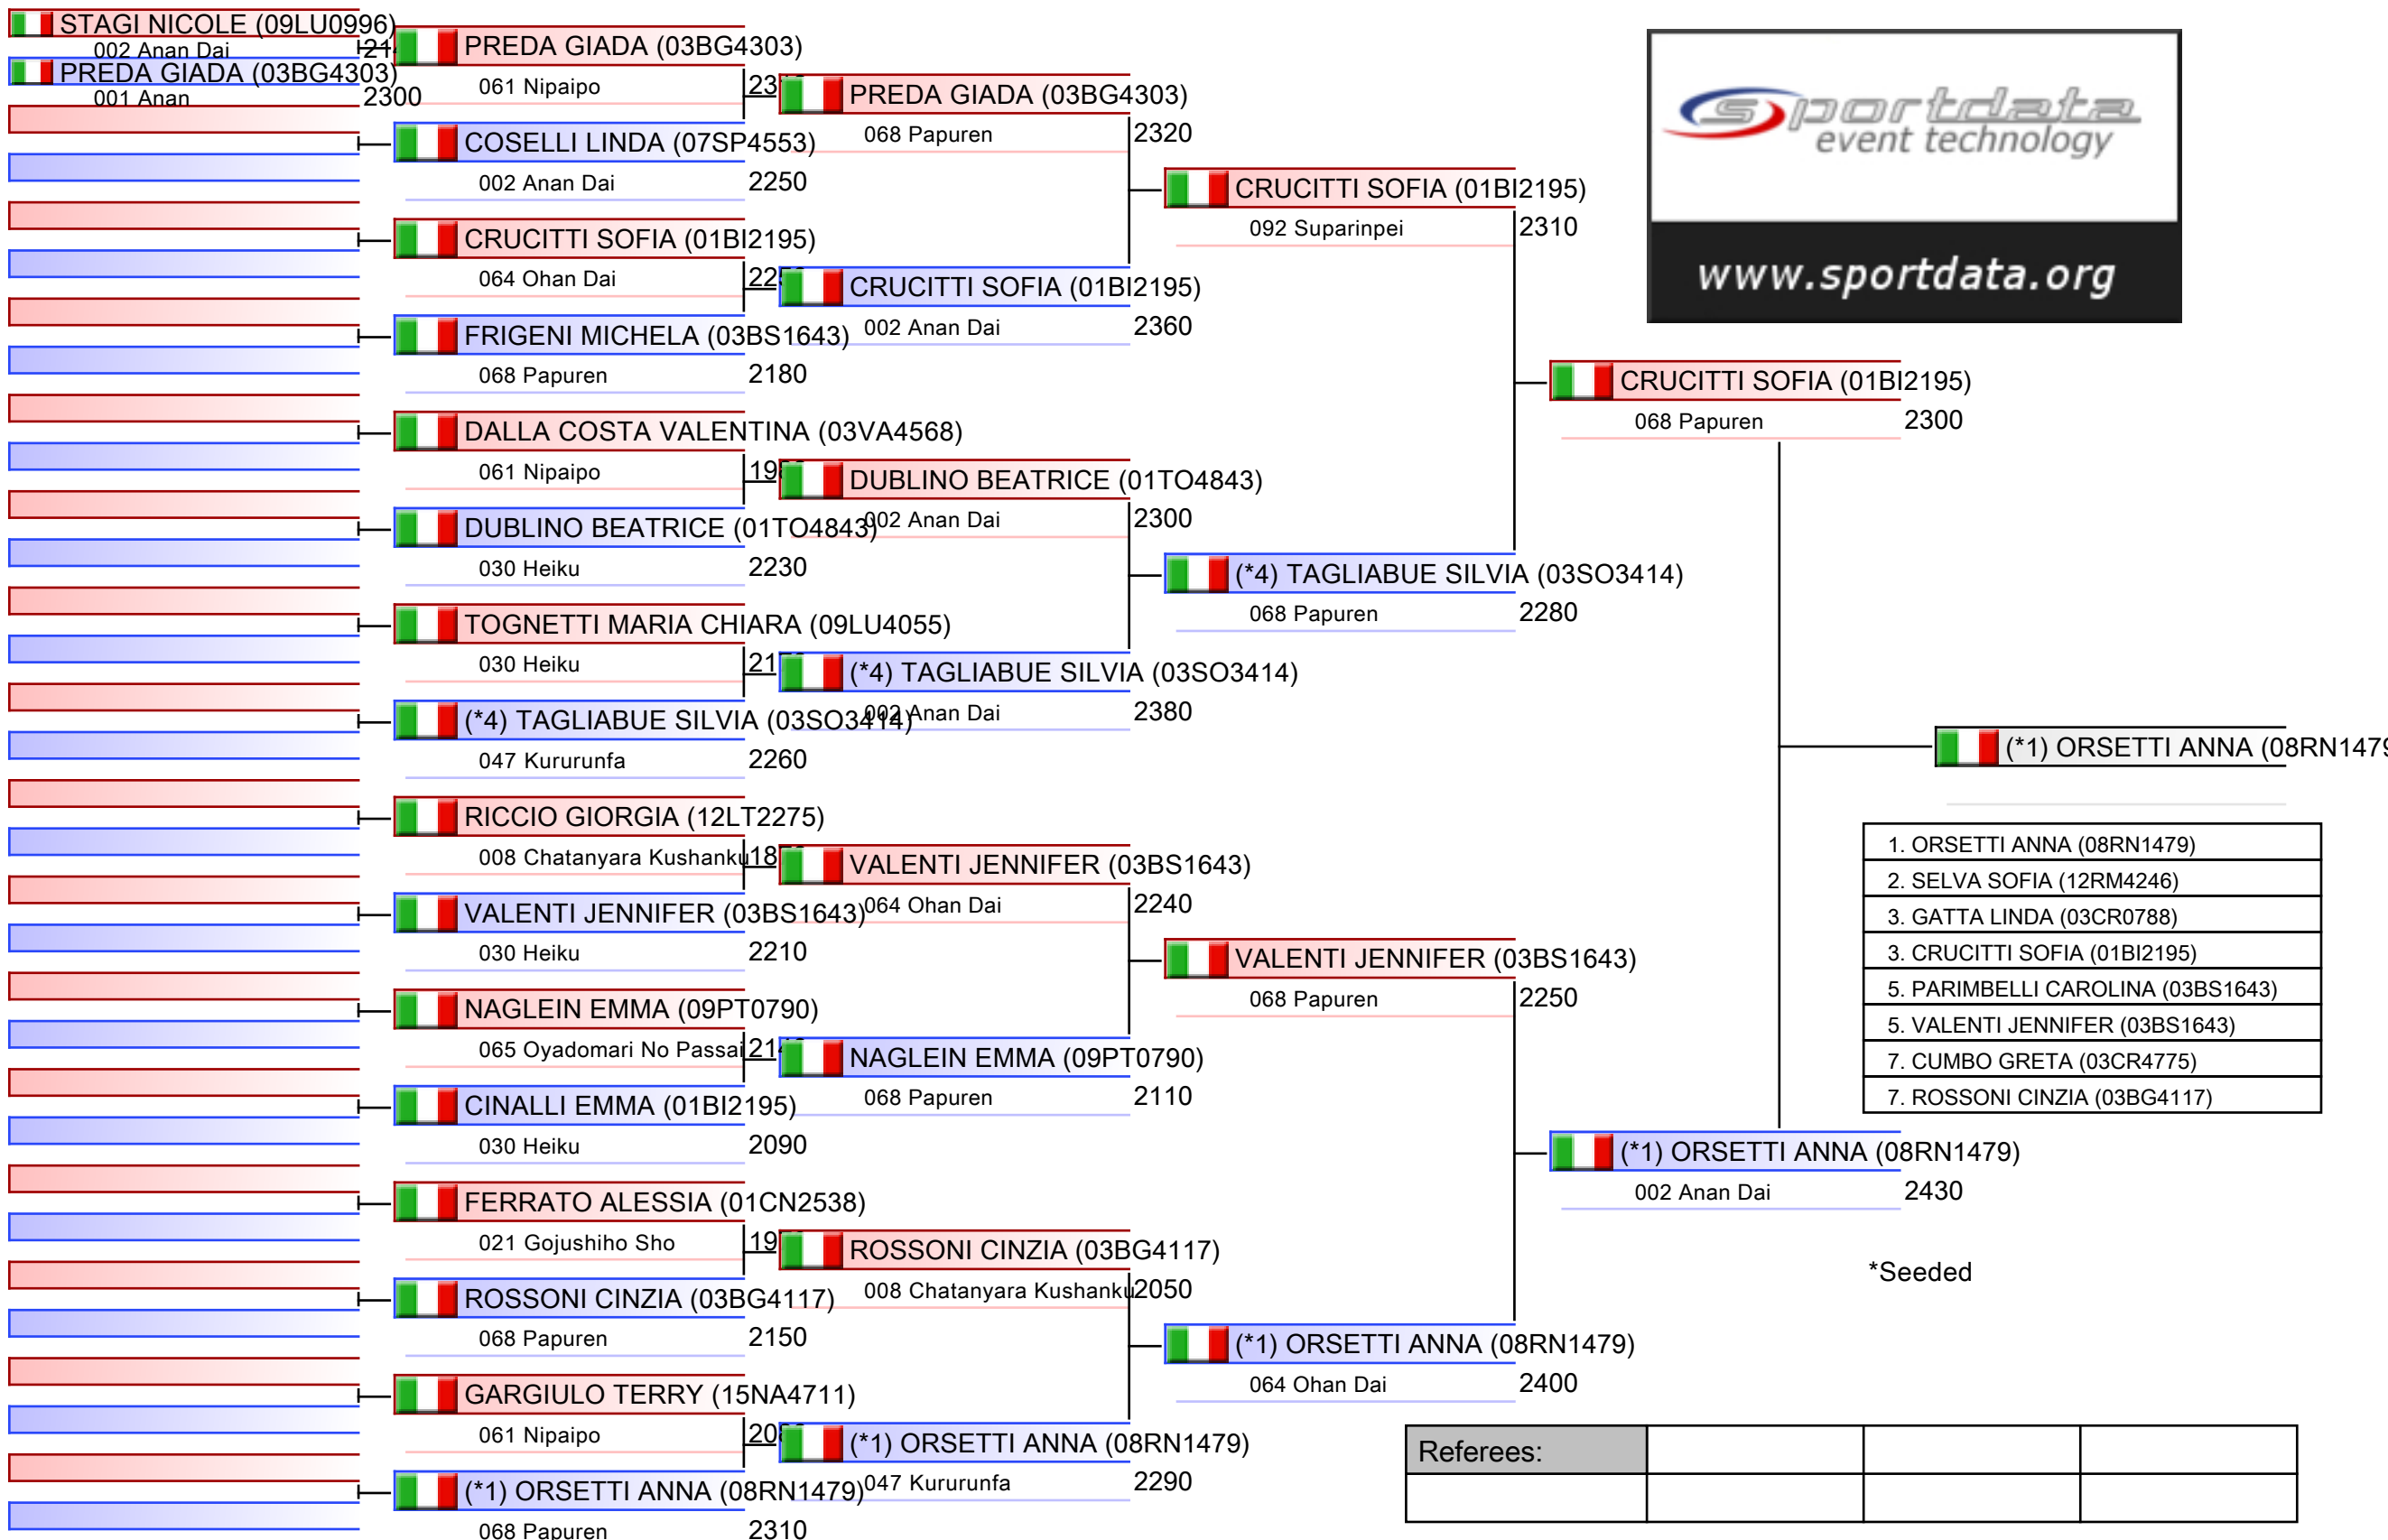 STAGI NICOLE (09LU0996)
002 Anan Dai
PREDA GIADA (03BG4303)
001 Anan 2300
PREDA GIADA (03BG4303)
061 Nipaipo
COSELLI LINDA (07SP4553)
002 Anan Dai 2250
CRUCITTI SOFIA (01BI2195)
064 Ohan Dai
FRIGENI MICHELA (03BS1643)
068 Papuren 2180
DALLA COSTA VALENTINA (03VA4568)
061 Nipaipo
DUBLINO BEATRICE (01TO4843)
030 Heiku 2230
TOGNETTI MARIA CHIARA (09LU4055)
030 Heiku
(*4) TAGLIABUE SILVIA (03SO3414)
047 Kururunfa 2260
RICCIO GIORGIA (12LT2275)
008 Chatanyara Kushanku
VALENTI JENNIFER (03BS1643)
030 Heiku 2210
NAGLEIN EMMA (09PT0790)
065 Oyadomari No Passai
CINALLI EMMA (01BI2195)
030 Heiku 2090
FERRATO ALESSIA (01CN2538)
021 Gojushiho Sho
ROSSONI CINZIA (03BG4117)
068 Papuren 2150
GARGIULO TERRY (15NA4711)
061 Nipaipo
(*1) ORSETTI ANNA (08RN1479)
068 Papuren 2310
PREDA GIADA (03BG4303)
068 Papuren 2320
CRUCITTI SOFIA (01BI2195)
002 Anan Dai 2360
DUBLINO BEATRICE (01TO4843)
002 Anan Dai 2300
(*4) TAGLIABUE SILVIA (03SO3414)
002 Anan Dai 2380
VALENTI JENNIFER (03BS1643)
064 Ohan Dai 2240
NAGLEIN EMMA (09PT0790)
068 Papuren 2110
ROSSONI CINZIA (03BG4117)
008 Chatanyara Kushanku 2050
(*1) ORSETTI ANNA (08RN1479)
047 Kururunfa 2290
CRUCITTI SOFIA (01BI2195)
092 Suparinpei 2310
(*4) TAGLIABUE SILVIA (03SO3414)
068 Papuren 2280
VALENTI JENNIFER (03BS1643)
068 Papuren 2250
(*1) ORSETTI ANNA (08RN1479)
064 Ohan Dai 2400
CRUCITTI SOFIA (01BI2195)
068 Papuren 2300
(*1) ORSETTI ANNA (08RN1479)
002 Anan Dai 2430
(*1) ORSETTI ANNA (08RN1479
sportdata
event technology
www.sportdata.org
1. ORSETTI ANNA (08RN1479)
2. SELVA SOFIA (12RM4246)
3. GATTA LINDA (03CR0788)
3. CRUCITTI SOFIA (01BI2195)
5. PARIMBELLI CAROLINA (03BS1643)
5. VALENTI JENNIFER (03BS1643)
7. CUMBO GRETA (03CR4775)
7. ROSSONI CINZIA (03BG4117)
*Seeded
Referees: